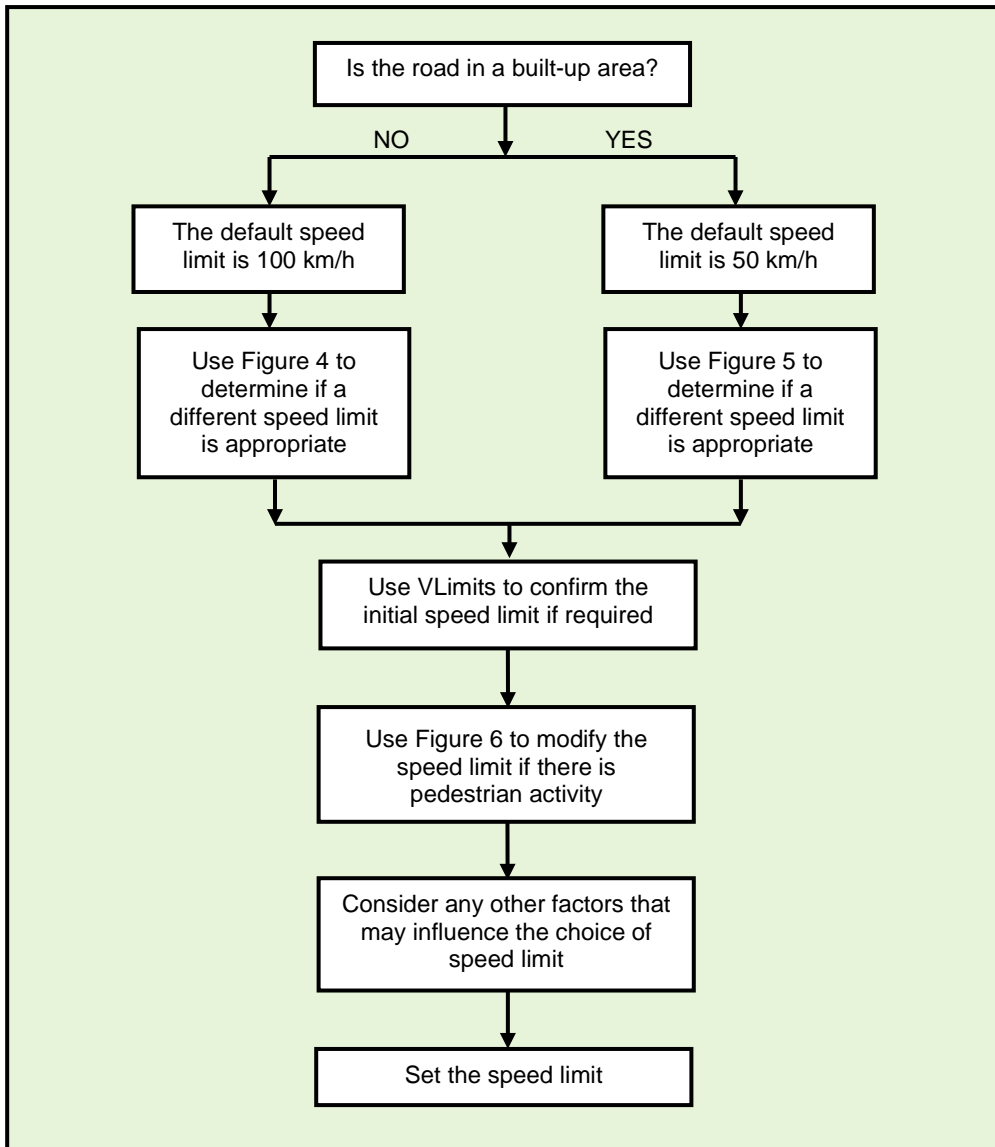 Is the road in a built-up area?
NO
YES
The default speed
limit is 100 km/h
The default speed
limit is 50 km/h
Use Figure 4 to
determine if a
different speed limit
is appropriate
Use Figure 5 to
determine if a
different speed limit
is appropriate
Use VLimits to confirm the
initial speed limit if required
Use Figure 6 to modify the
speed limit if there is
pedestrian activity
Consider any other factors that
may influence the choice of
speed limit
Set the speed limit